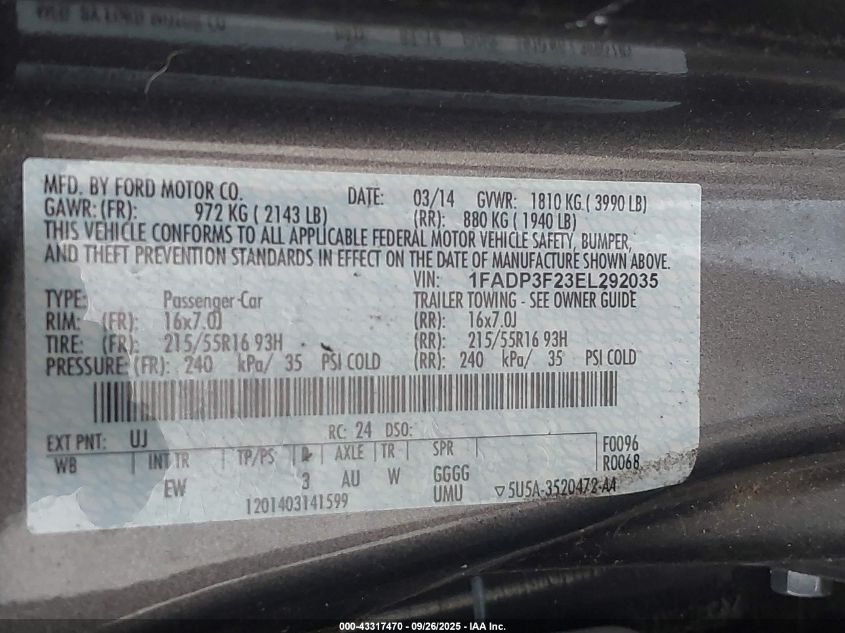 MFD. BY FORD MOTOR CO. DATE: 03/14 GVWR: 1810 KG ( 3990 LB)
GAWR: (FR): 972 KG ( 2143 LB) (RR): 880 KG ( 1940 LB)
THIS VEHICLE CONFORMS TO ALL APPLICABLE FEDERAL MOTOR VEHICLE SAFETY, BUMPER,
AND THEFT PREVENTION STANDARDS IN EFFECT ON THE DATE OF MANUFACTURE SHOWN ABOVE.
VIN: 1FADP3F23EL292035
TYPE: Passenger Car TRAILER TOWING - SEE OWNER GUIDE
RIM: (FR): 16x7.0J (RR): 16x7.0J
TIRE: (FR): 215/55R16 93H (RR): 215/55R16 93H
PRESSURE: (FR): 240 kPa/ 35 PSI COLD (RR): 240 kPa/ 35 PSI COLD
EXT PNT: UJ RC: 24 DSO: F0096
WB INT TR TP/PS R AXLE TR SPR R0068
EW 3 AU W GGGG
1201403141599 UMU ▽5U5A-3520472-AA
000-43317470 - 09/26/2025 - IAA Inc.